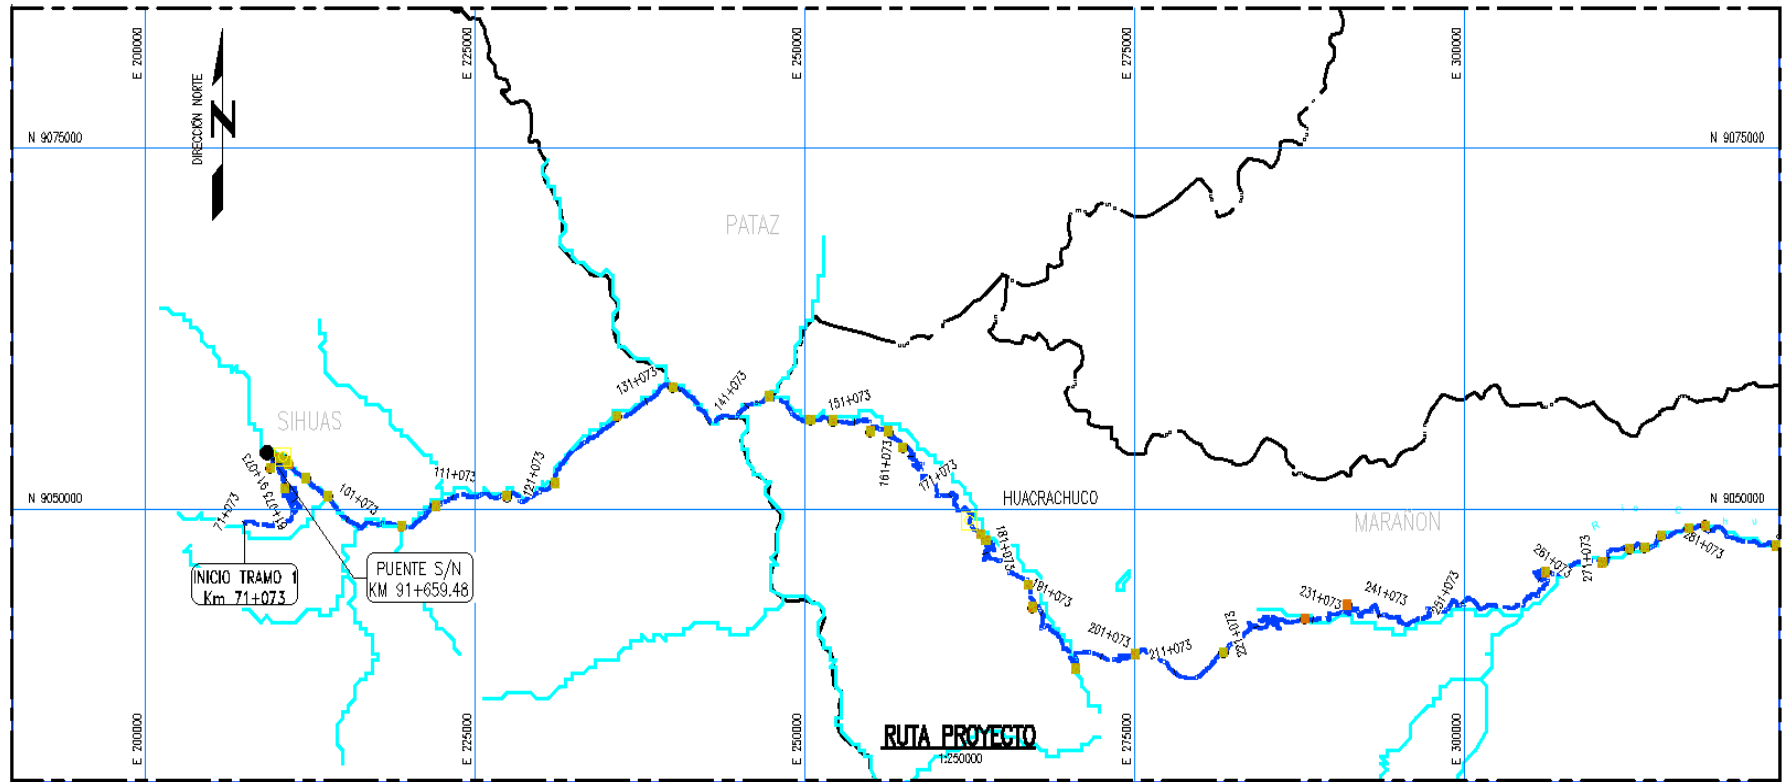 E 200000
E 225000
E 250000
E 275000
E 300000
DIRECCIÓN NORTE
N
N 9075000
N 9075000
PATAZ
SIHUAS
131+073
141+073
151+073
161+073
171+073
111+073
121+073
101+073
91+073
81+073
71+073
N 9050000
HUACRACHUCO
MARAÑON
N 9050000
Rio Chu
181+073
191+073
201+073
211+073
221+073
231+073
241+073
251+073
261+073
271+073
281+073
INICIO TRAMO 1
Km 71+073
PUENTE S/N
KM 91+659.48
RUTA PROYECTO
1:250000
E 200000
E 225000
E 250000
E 275000
E 300000